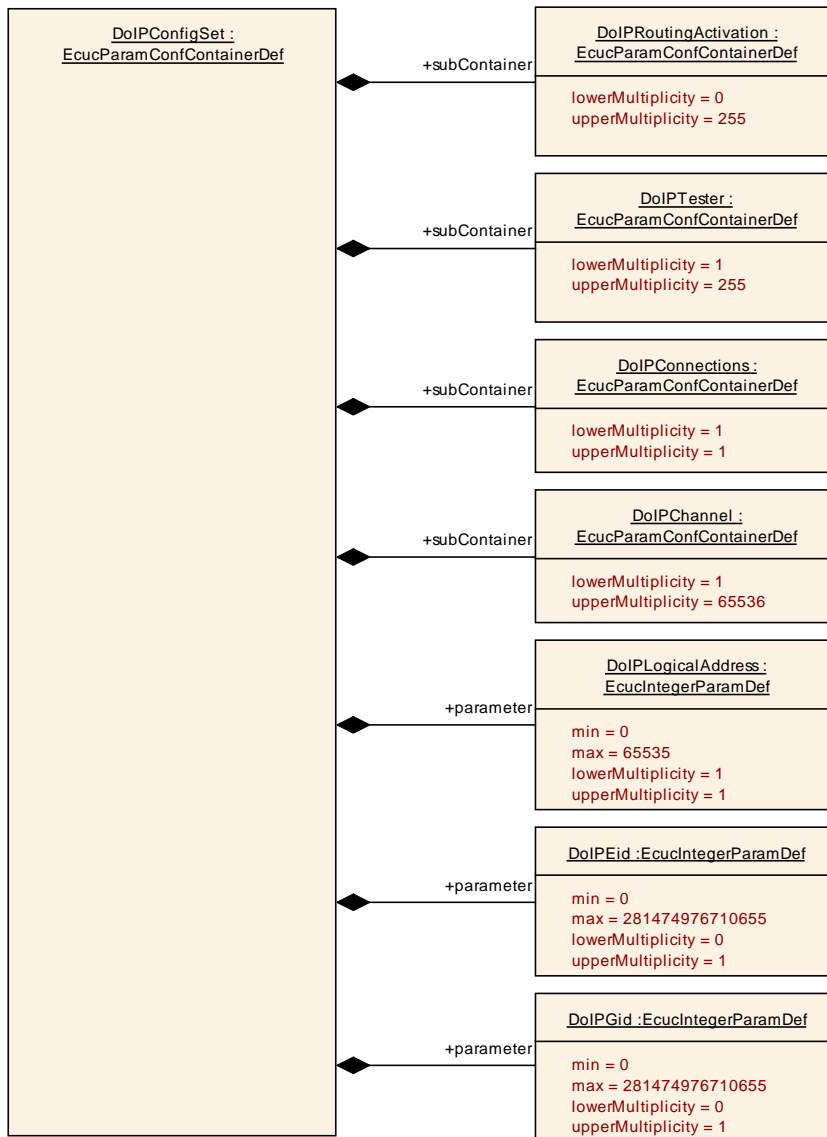 DoIPConfigSet :
EcucParamConfContainerDef
+subContainer
DoIPRoutingActivation :
EcucParamConfContainerDef
lowerMultiplicity = 0
upperMultiplicity = 255
+subContainer
DoIPTester :
EcucParamConfContainerDef
lowerMultiplicity = 1
upperMultiplicity = 255
+subContainer
DoIPConnections :
EcucParamConfContainerDef
lowerMultiplicity = 1
upperMultiplicity = 1
+subContainer
DoIPChannel :
EcucParamConfContainerDef
lowerMultiplicity = 1
upperMultiplicity = 65536
+parameter
DoIPLogicalAddress :
EcucIntegerParamDef
min = 0
max = 65535
lowerMultiplicity = 1
upperMultiplicity = 1
+parameter
DoIPEid :EcucIntegerParamDef
min = 0
max = 281474976710655
lowerMultiplicity = 0
upperMultiplicity = 1
+parameter
DoIPGid :EcucIntegerParamDef
min = 0
max = 281474976710655
lowerMultiplicity = 0
upperMultiplicity = 1